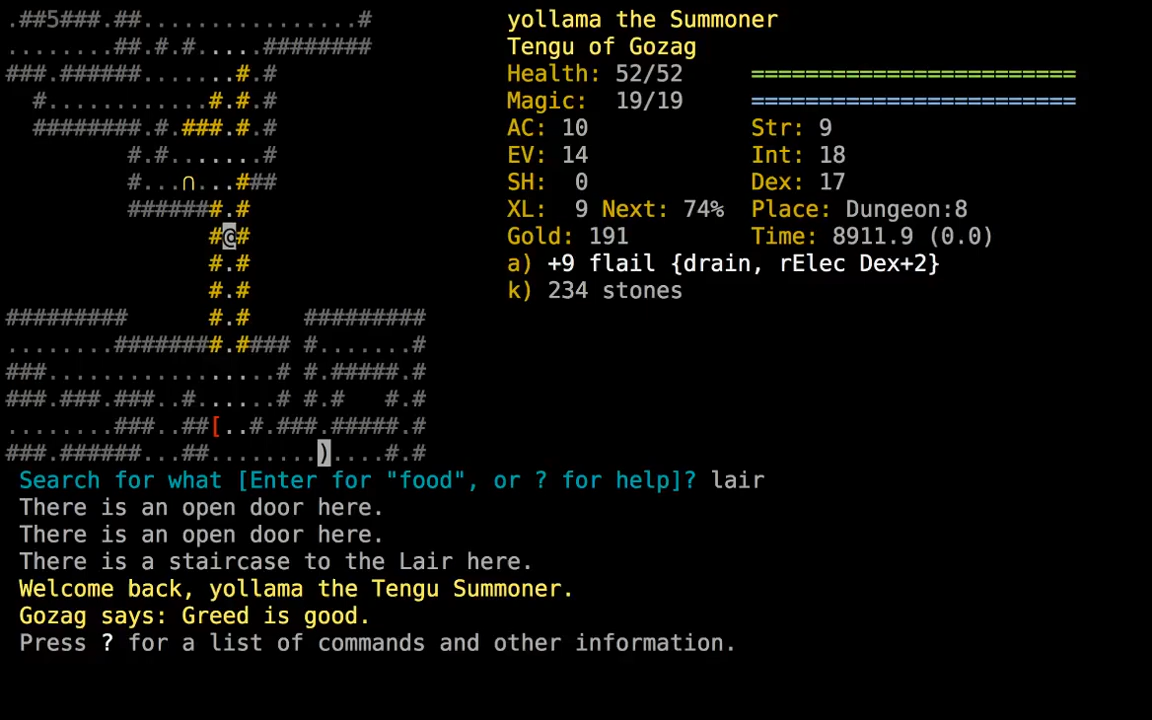 .##5###.##................#     yollama the Summoner
........##.#.#.....########     Tengu of Gozag
###.######.......#.#     Health: 52/52     ========================
#............#.#.#     Magic:  19/19     ========================
########.#.###.#.#     AC: 10     Str: 9
#.#.......#     EV: 14     Int: 18
#...∩...###     SH:  0     Dex: 17
######.#.#     XL:  9 Next: 74%     Place: Dungeon:8
#@#     Gold: 191     Time: 8911.9 (0.0)
#.#     a) +9 flail {drain, rElec Dex+2}
#.#     k) 234 stones
#########      #.#    #########
........########.####  #.......#
###.................#  #.#####.#
###.###.###..#......#  #.#   #.#
........###..##[..#.###.#####.#
###.######...##........)....#.#
Search for what [Enter for "food", or ? for help]? lair
There is an open door here.
There is an open door here.
There is a staircase to the Lair here.
Welcome back, yollama the Tengu Summoner.
Gozag says: Greed is good.
Press ? for a list of commands and other information.